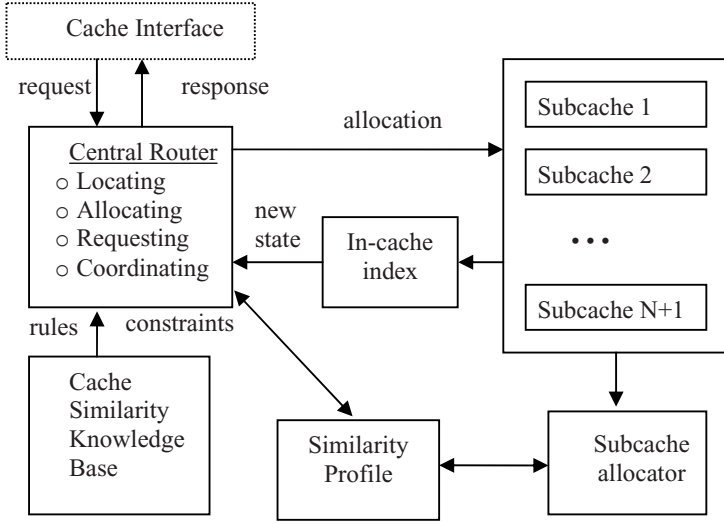 Cache Interface
request
response
allocation
Central Router
○ Locating
○ Allocating
○ Requesting
○ Coordinating
new
state
In-cache
index
Subcache 1
Subcache 2
•••
Subcache N+1
rules
constraints
Cache
Similarity
Knowledge
Base
Similarity
Profile
Subcache
allocator